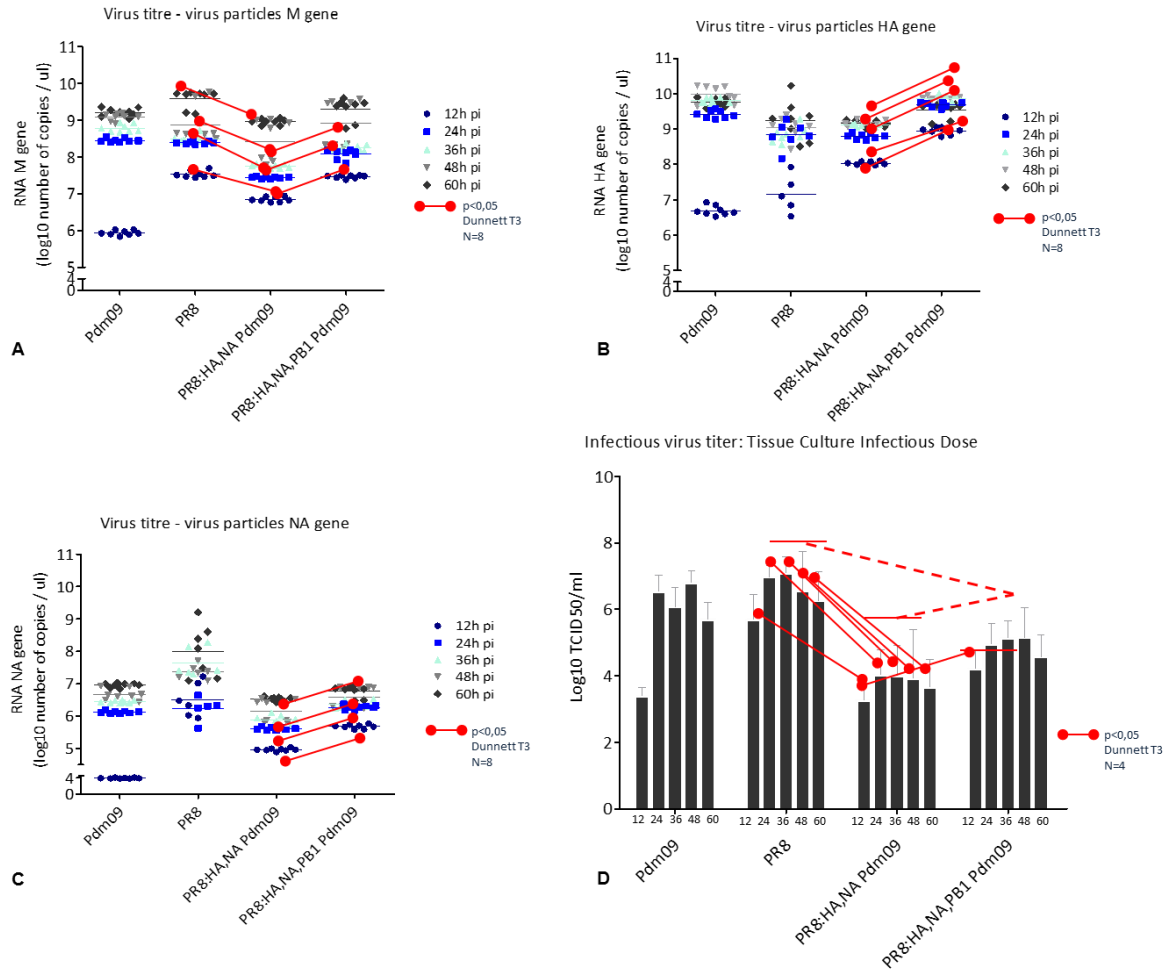 Virus titre - virus particles M gene
RNA M gene
(log10 number of copies / ul)
11
10
9
8
7
6
5
4
0
Pdm09
PR8
PR8:HA,NA Pdm09
PR8:HA,NA,PB1 Pdm09
12h pi
24h pi
36h pi
48h pi
60h pi
p<0,05
Dunnett T3
N=8
A
Virus titre - virus particles HA gene
RNA HA gene
(log10 number of copies / ul)
11
10
9
8
7
6
5
4
0
Pdm09
PR8
PR8:HA,NA Pdm09
PR8:HA,NA,PB1 Pdm09
12h pi
24h pi
36h pi
48h pi
60h pi
p<0,05
Dunnett T3
N=8
B
Virus titre - virus particles NA gene
RNA NA gene
(log10 number of copies / ul)
11
10
9
8
7
6
5
4
0
Pdm09
PR8
PR8:HA,NA Pdm09
PR8:HA,NA,PB1 Pdm09
12h pi
24h pi
36h pi
48h pi
60h pi
p<0,05
Dunnett T3
N=8
C
Infectious virus titer: Tissue Culture Infectious Dose
Log10 TCID50/ml
10
8
6
4
2
0
12 24 36 48 60
12 24 36 48 60
12 24 36 48 60
12 24 36 48 60
Pdm09
PR8
PR8:HA,NA Pdm09
PR8:HA,NA,PB1 Pdm09
p<0,05
Dunnett T3
N=4
D